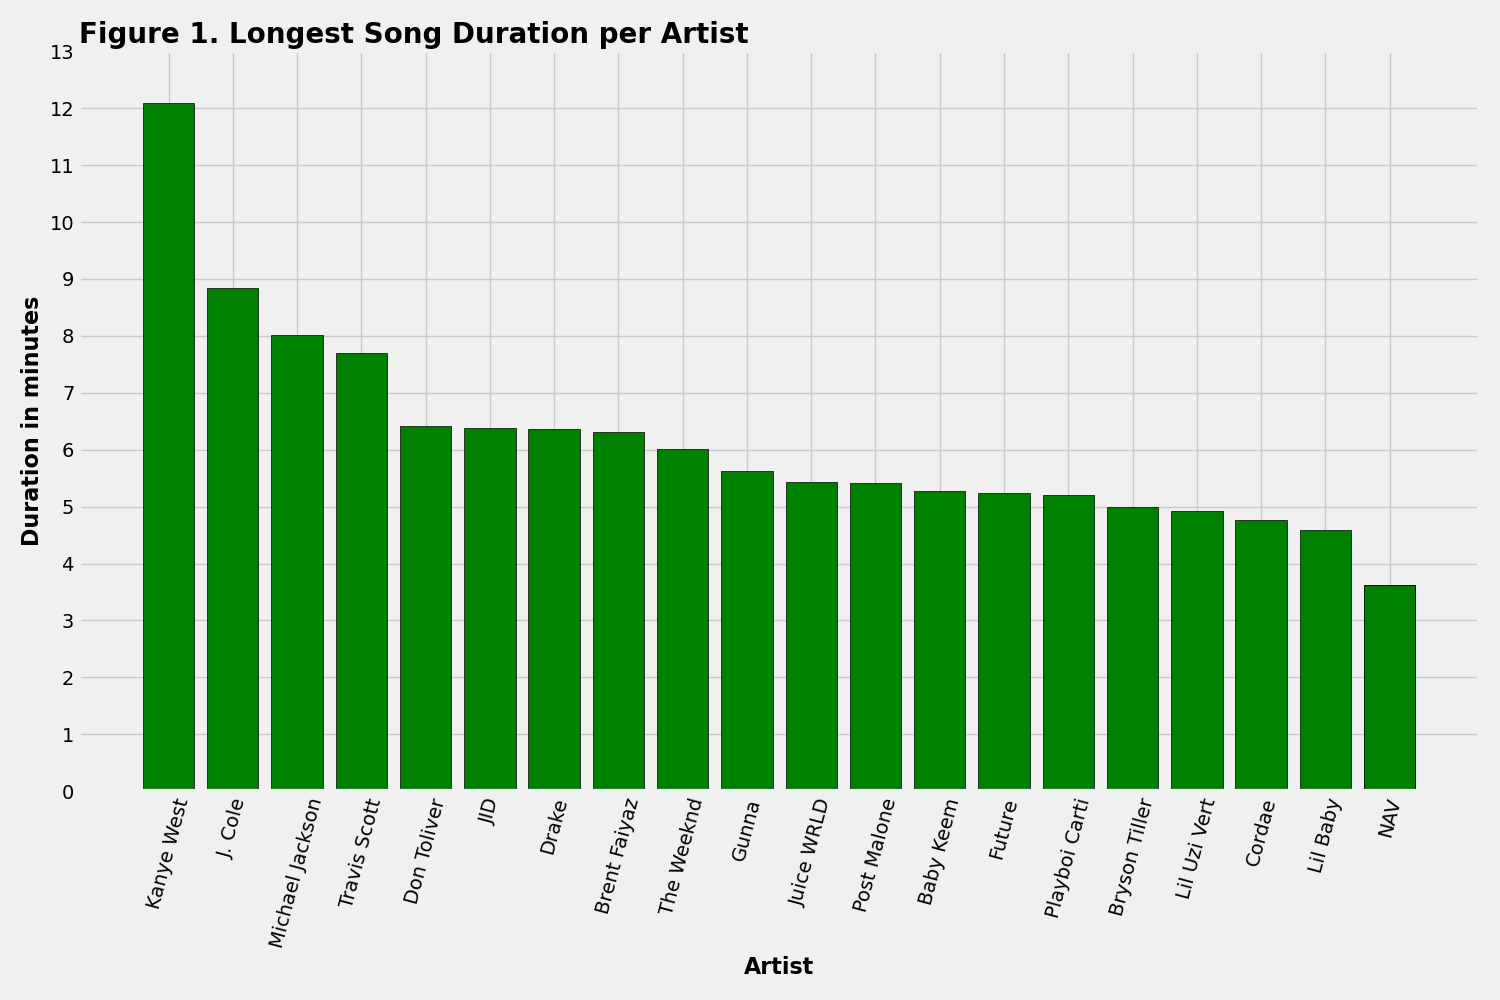 Figure 1. Longest Song Duration per Artist
13
12
11
10
9
8
7
6
5
4
3
2
1
0
Duration in minutes
Kanye West
J. Cole
Michael Jackson
Travis Scott
Don Toliver
JID
Drake
Brent Faiyaz
The Weeknd
Gunna
Juice WRLD
Post Malone
Baby Keem
Future
Playboi Carti
Bryson Tiller
Lil Uzi Vert
Cordae
Lil Baby
NAV
Artist